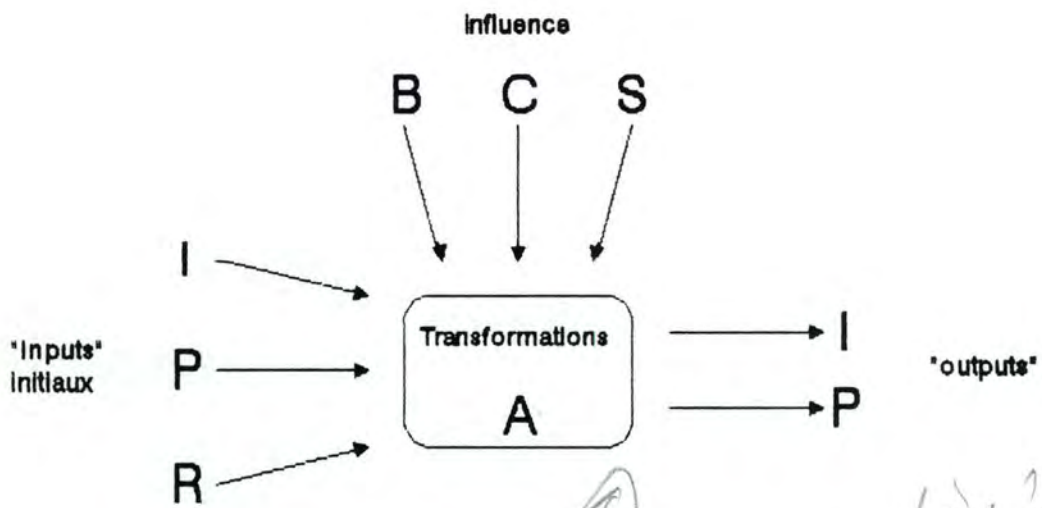 Influence
B C S
I
P
R
"Inputs"
initiaux
Transformations
A
I
P
"outputs"